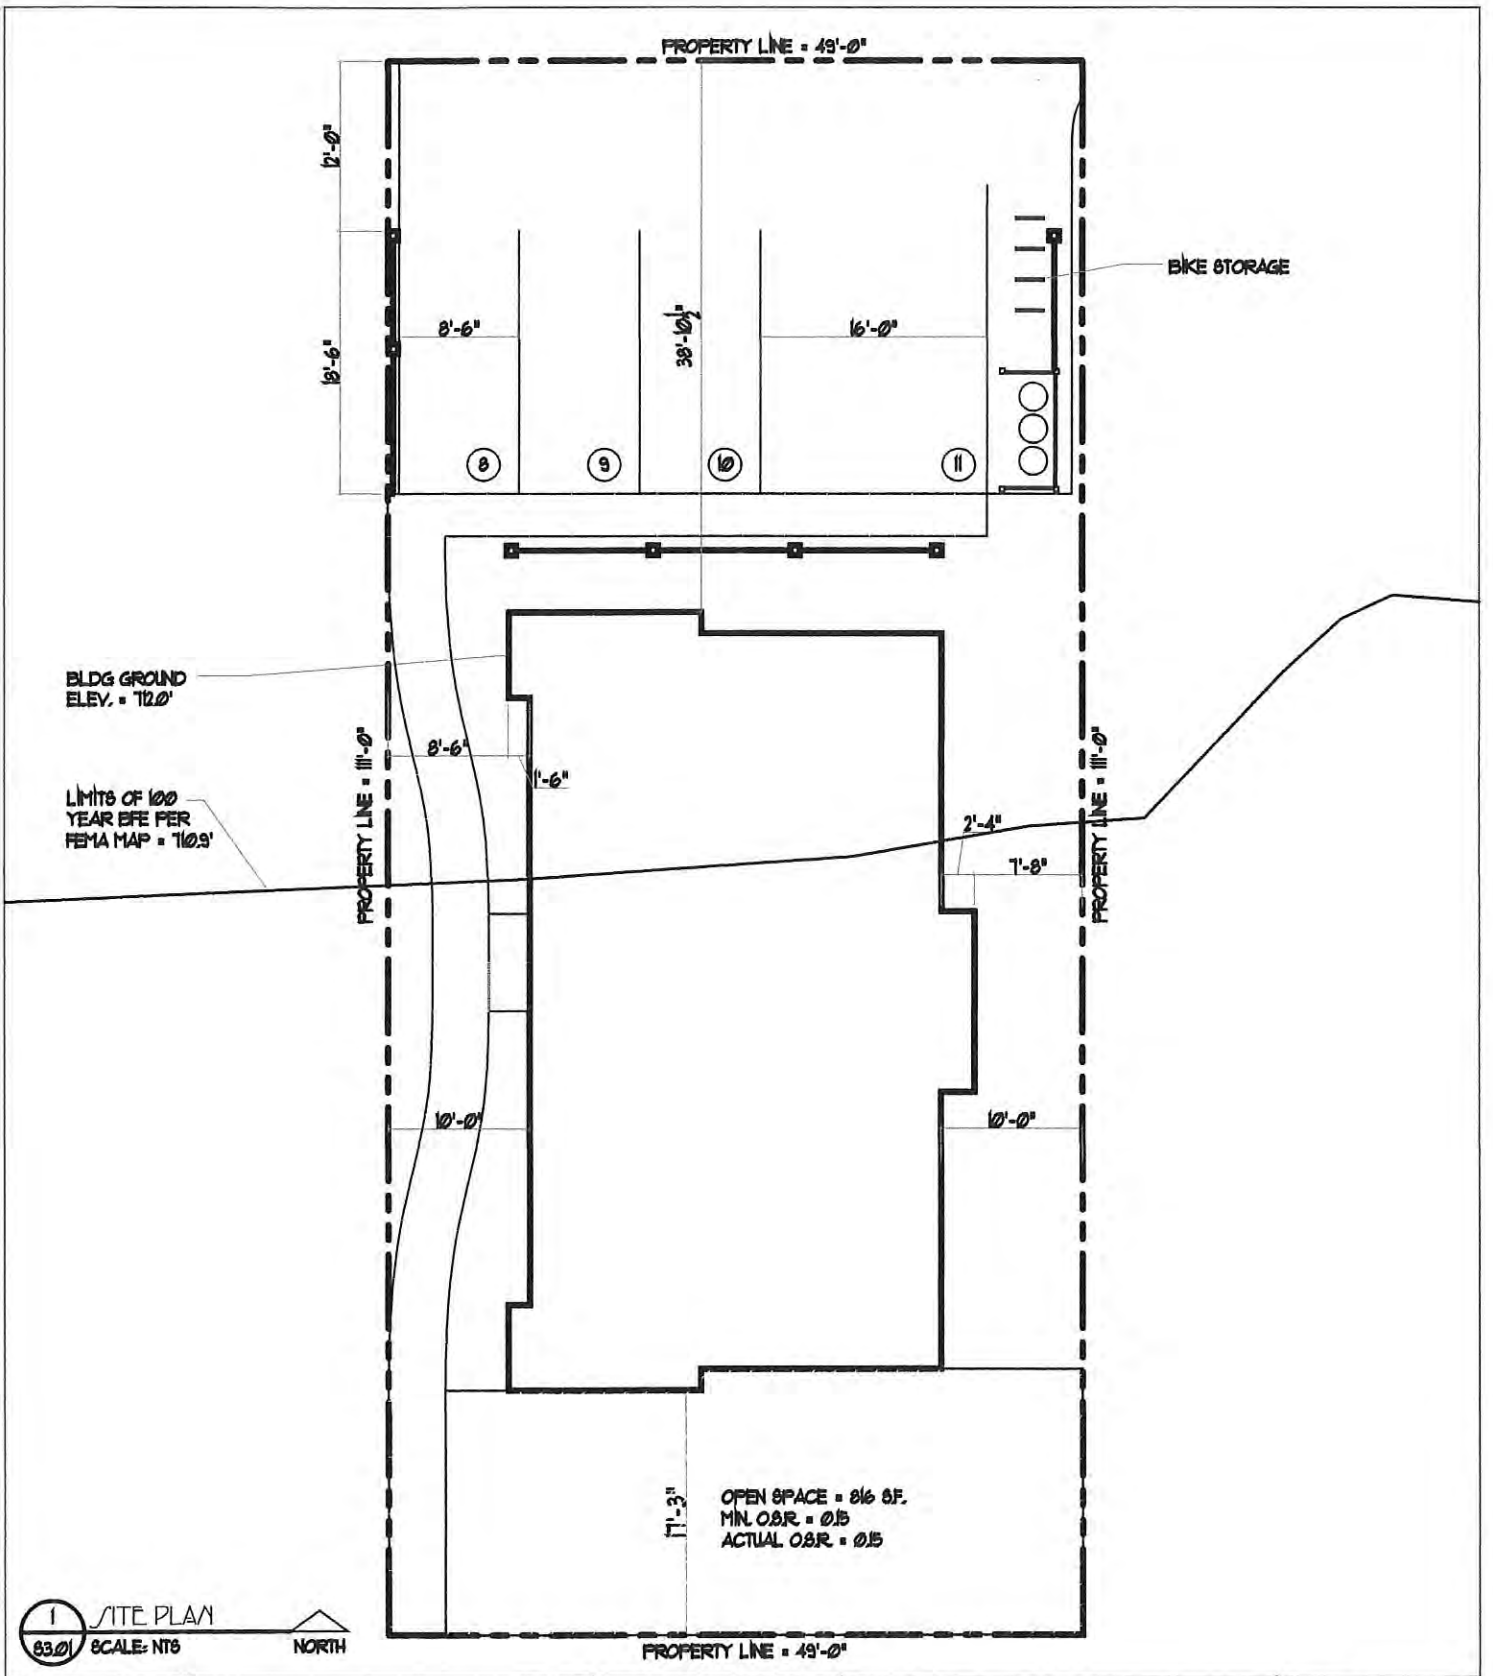 PROPERTY LINE = 49'-0"
12'-0"
BIKE STORAGE
8'-6"
38'-10½"
16'-0"
18'-6"
8
9
10
11
BLDG GROUND
ELEV. = 712.0'
8'-6"
1'-6"
PROPERTY LINE = 111'-0"
PROPERTY LINE = 111'-0"
LIMITS OF 100
YEAR BFE PER
FEMA MAP = 710.9'
2'-4"
7'-8"
10'-0"
10'-0"
17'-3"
OPEN SPACE = 816 S.F.
MIN. O.S.R. = 0.15
ACTUAL O.S.R. = 0.15
1
S3.01
SITE PLAN
SCALE: NTS
NORTH
PROPERTY LINE = 49'-0"